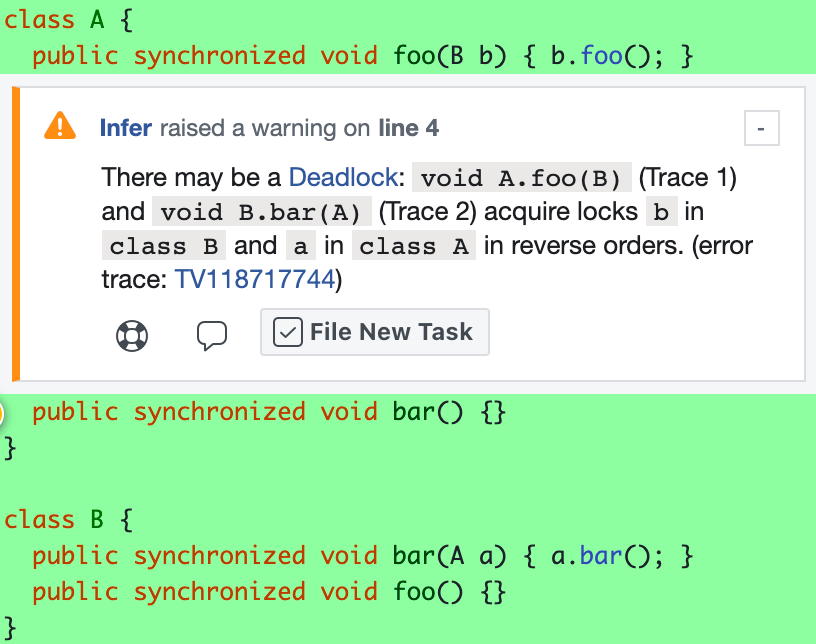 class A {
public synchronized void foo(B b) { b.foo(); }
Infer raised a warning on line 4
-
There may be a Deadlock: void A.foo(B) (Trace 1)
and void B.bar(A) (Trace 2) acquire locks b in
class B and a in class A in reverse orders. (error
trace: TV118717744)
File New Task
public synchronized void bar() {}
}
class B {
public synchronized void bar(A a) { a.bar(); }
public synchronized void foo() {}
}